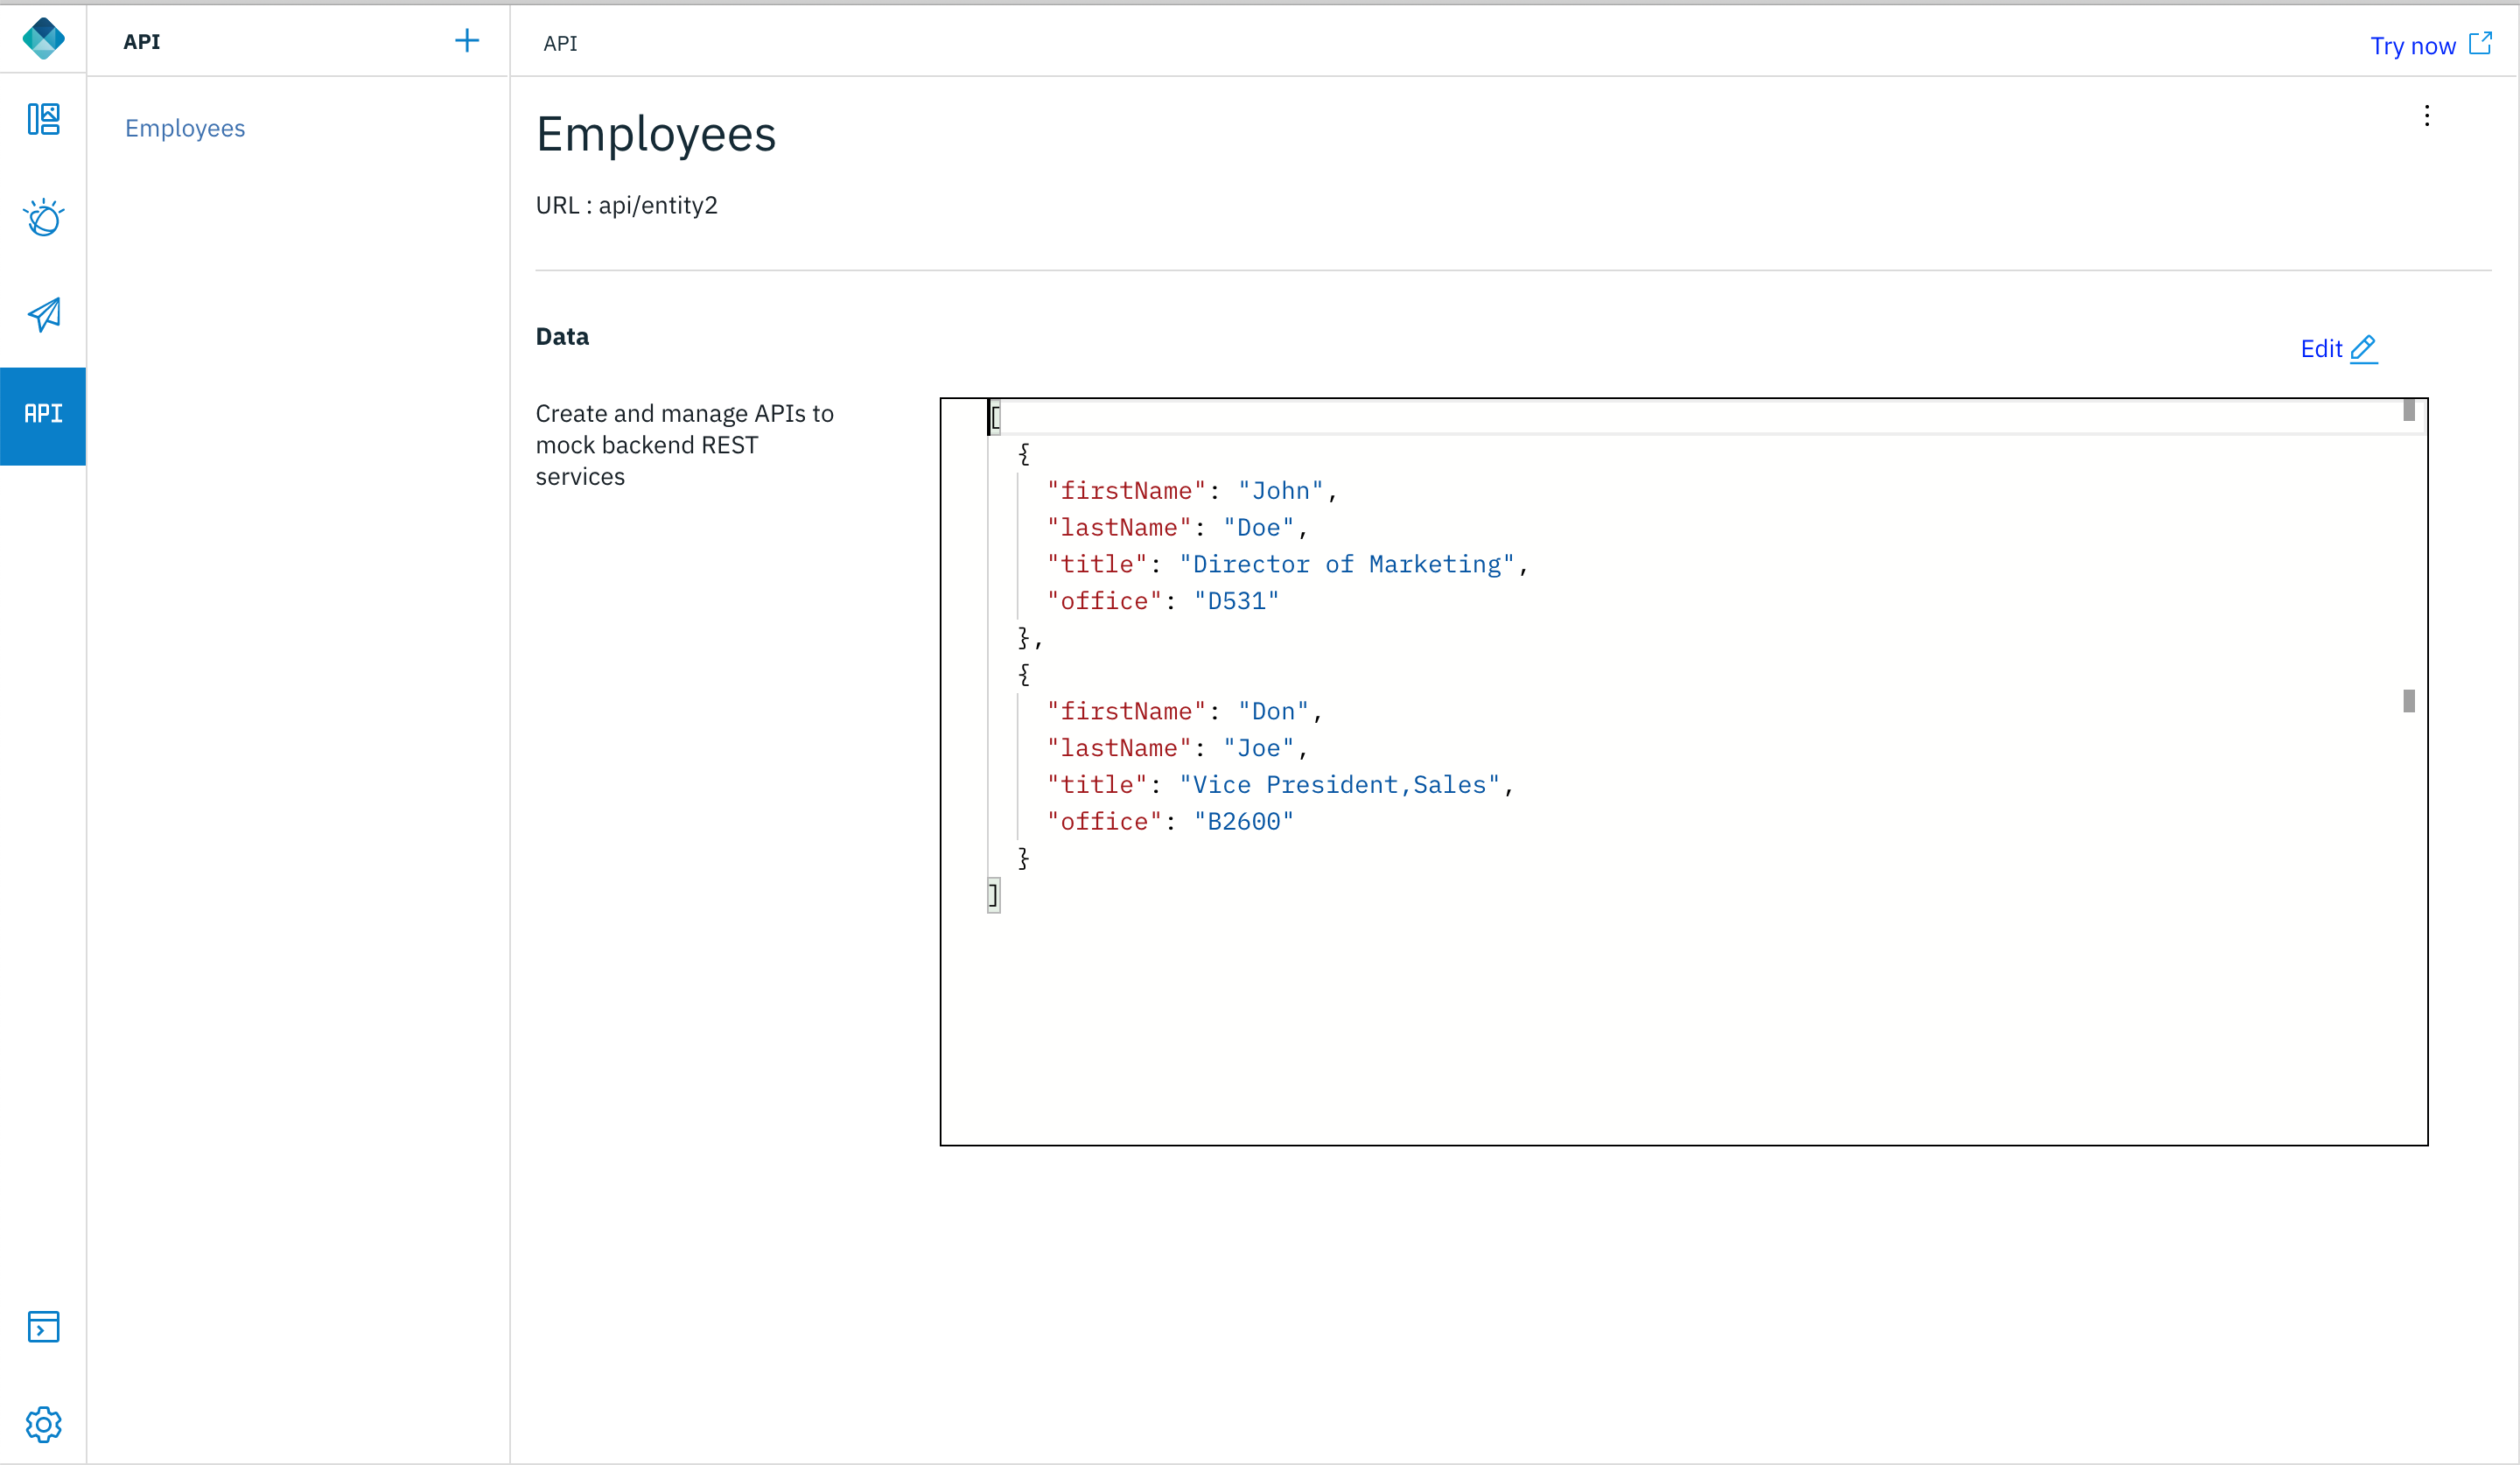 API
API
Try now
Employees
Employees
URL : api/entity2
Data
Edit
API
Create and manage APIs to
mock backend REST
services
[
{
"firstName": "John",
"lastName": "Doe",
"title": "Director of Marketing",
"office": "D531"
},
{
"firstName": "Don",
"lastName": "Joe",
"title": "Vice President,Sales",
"office": "B2600"
}
]